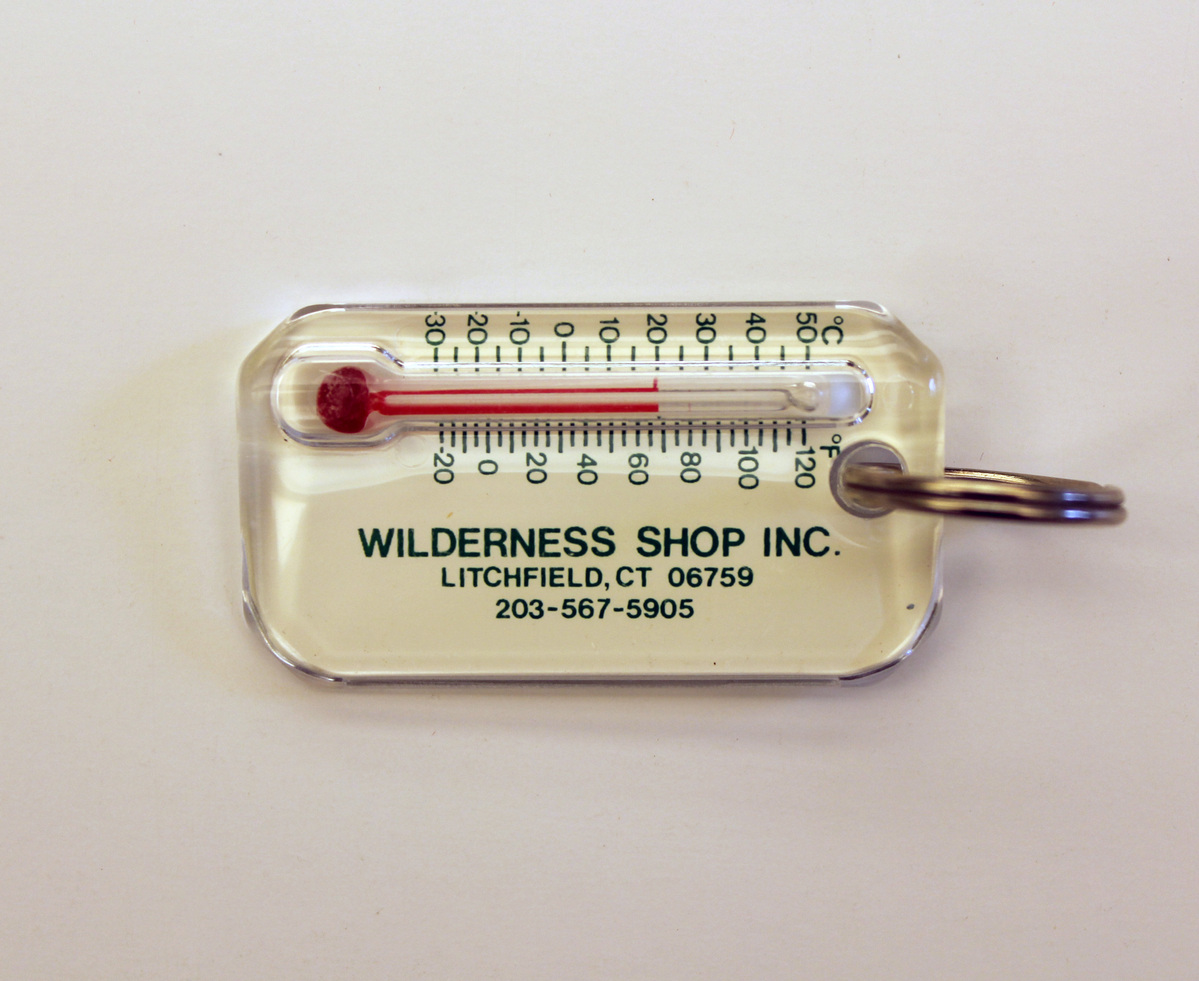 -30 -20 -10 0 10 20 30 40 50 °C
-20 0 20 40 60 80 100 120 °F
WILDERNESS SHOP INC.
LITCHFIELD, CT 06759
203-567-5905